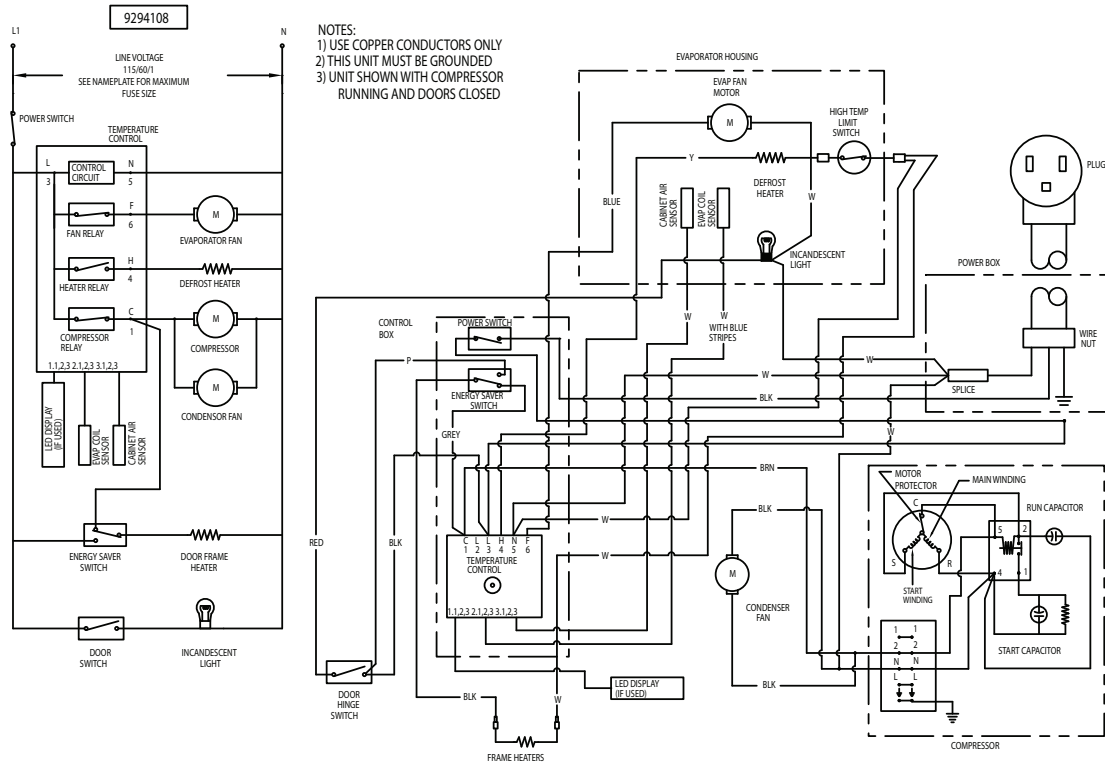 9294108
NOTES:
1) USE COPPER CONDUCTORS ONLY
2) THIS UNIT MUST BE GROUNDED
3) UNIT SHOWN WITH COMPRESSOR
RUNNING AND DOORS CLOSED
L1
N
LINE VOLTAGE
115/60/1
SEE NAMEPLATE FOR MAXIMUM
FUSE SIZE
POWER SWITCH
TEMPERATURE
CONTROL
L
3
CONTROL
CIRCUIT
N
5
FAN RELAY
F
6
M
EVAPORATOR FAN
HEATER RELAY
H
4
DEFROST HEATER
COMPRESSOR
RELAY
C
1
M
COMPRESSOR
1.1,2,3 2.1,2,3 3.1,2,3
M
CONDENSOR FAN
LED DISPLAY
(IF USED)
EVAP COIL
SENSOR
CABINET AIR
SENSOR
ENERGY SAVER
SWITCH
DOOR FRAME
HEATER
DOOR
SWITCH
INCANDESCENT
LIGHT
EVAPORATOR HOUSING
EVAP FAN
MOTOR
M
HIGH TEMP
LIMIT
SWITCH
BLUE
Y
DEFROST
HEATER
W
CABINET AIR
SENSOR
EVAP COIL
SENSOR
INCANDESCENT
LIGHT
PLUG
POWER BOX
WIRE
NUT
SPLICE
CONTROL
BOX
POWER SWITCH
W
W
WITH BLUE
STRIPES
P
W
W
ENERGY SAVER
SWITCH
BLK
GREY
W
BRN
RED
BLK
BLK
W
W
C L L H N F
1 2 3 4 5 6
TEMPERATURE
CONTROL
1.1,2,3 2.1,2,3 3.1,2,3
M
CONDENSER
FAN
BLK
DOOR
HINGE
SWITCH
LED DISPLAY
(IF USED)
BLK
W
FRAME HEATERS
MOTOR
PROTECTOR
MAIN WINDING
C
S
R
START
WINDING
RUN CAPACITOR
5
2
4
1
START CAPACITOR
1 1
2 2
N N
L L
COMPRESSOR